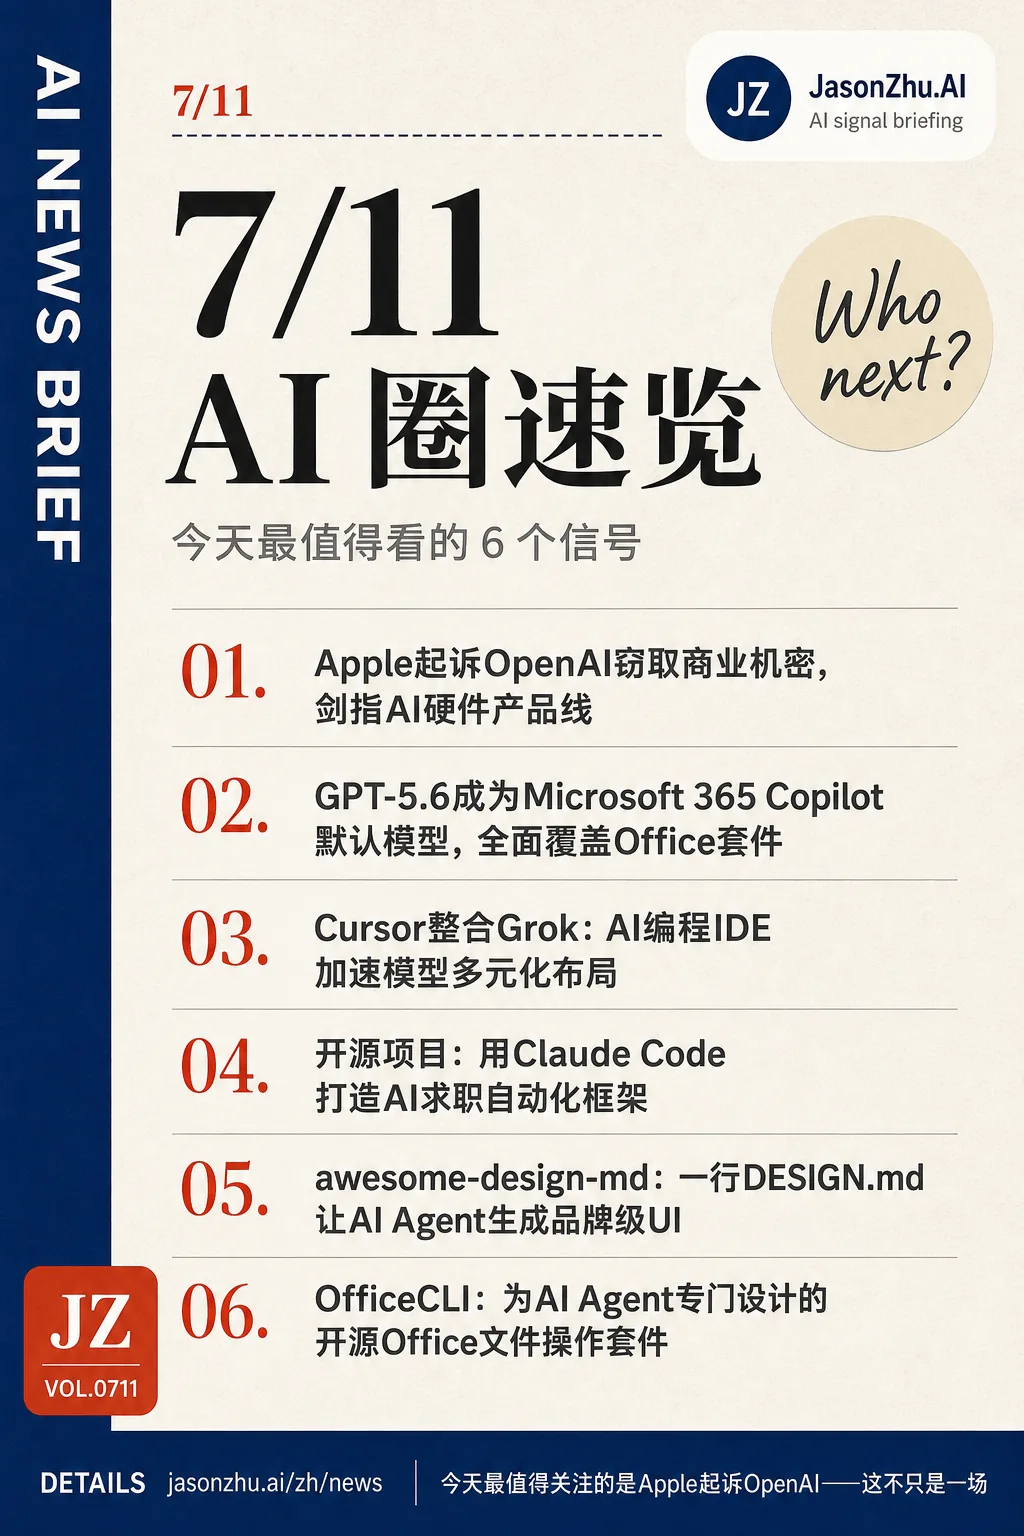 AI NEWS BRIEF
7/11
JZ
JasonZhu.AI
AI signal briefing
7/11
AI 圈速览
Who
next?
今天最值得看的 6 个信号
01.
Apple起诉OpenAI窃取商业机密，
剑指AI硬件产品线
02.
GPT-5.6成为Microsoft 365 Copilot
默认模型，全面覆盖Office套件
03.
Cursor整合Grok：AI编程IDE
加速模型多元化布局
04.
开源项目：用Claude Code
打造AI求职自动化框架
05.
awesome-design-md：一行DESIGN.md
让AI Agent生成品牌级UI
06.
OfficeCLI：为AI Agent专门设计的
开源Office文件操作套件
JZ
VOL.0711
DETAILS jasonzhu.ai/zh/news 今天最值得关注的是Apple起诉OpenAI——这不只是一场